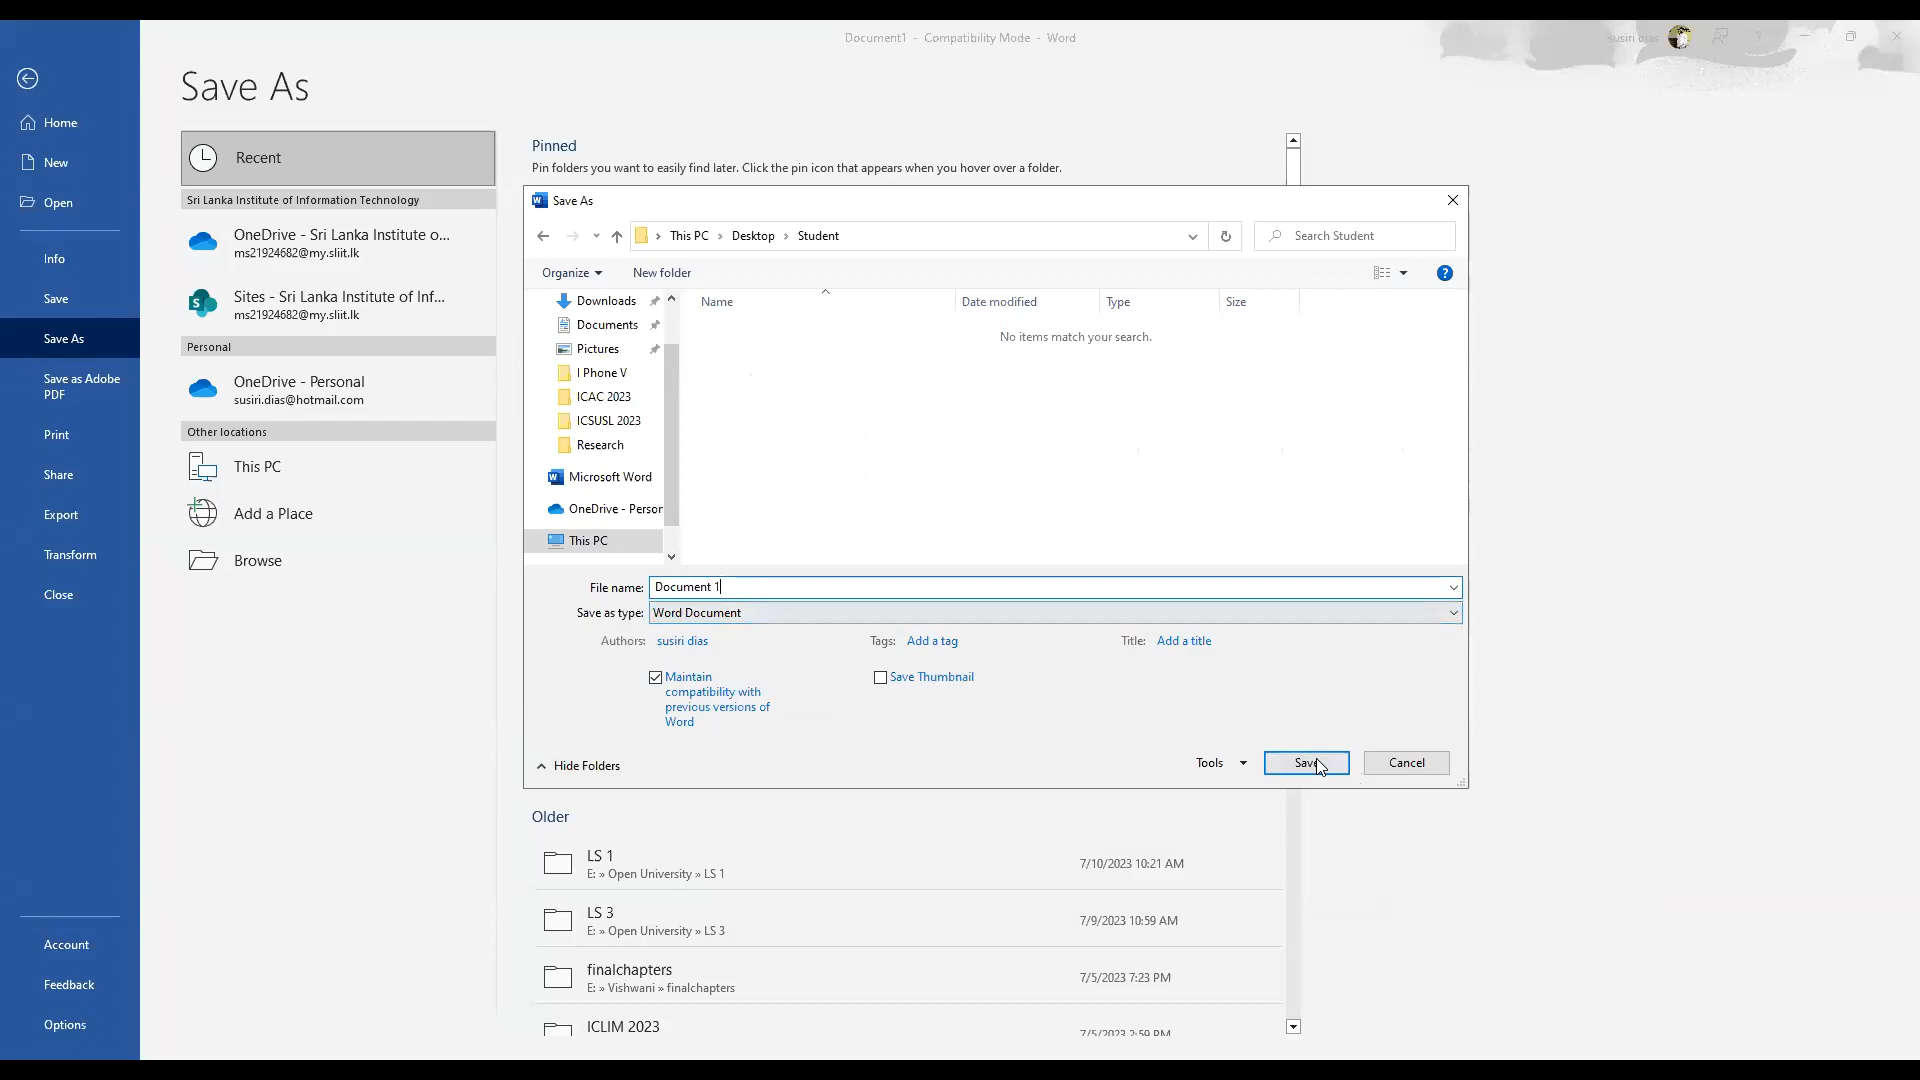 Document1 - Compatibility Mode - Word
susiri dias
Save As
Home
New
Open
Info
Save
Save As
Save as Adobe
PDF
Print
Share
Export
Transform
Close
Account
Feedback
Options
Recent
Sri Lanka Institute of Information Technology
OneDrive - Sri Lanka Institute o...
ms21924682@my.sliit.lk
Sites - Sri Lanka Institute of Inf...
ms21924682@my.sliit.lk
Personal
OneDrive - Personal
susiri.dias@hotmail.com
Other locations
This PC
Add a Place
Browse
Pinned
Pin folders you want to easily find later. Click the pin icon that appears when you hover over a folder.
Save As
This PC > Desktop > Student
Search Student
Organize
New folder
Downloads
Documents
Pictures
I Phone V
ICAC 2023
ICSUSL 2023
Research
Microsoft Word
OneDrive - Person
This PC
Name Date modified Type Size
No items match your search.
File name: Document 1
Save as type: Word Document
Authors: susiri dias Tags: Add a tag Title: Add a title
Maintain
compatibility with
previous versions of
Word
Save Thumbnail
Hide Folders
Tools Save Cancel
Older
LS 1
E: » Open University » LS 1
7/10/2023 10:21 AM
LS 3
E: » Open University » LS 3
7/9/2023 10:59 AM
finalchapters
E: » Vishwani » finalchapters
7/5/2023 7:23 PM
ICLIM 2023
7/5/2023 2:59 PM